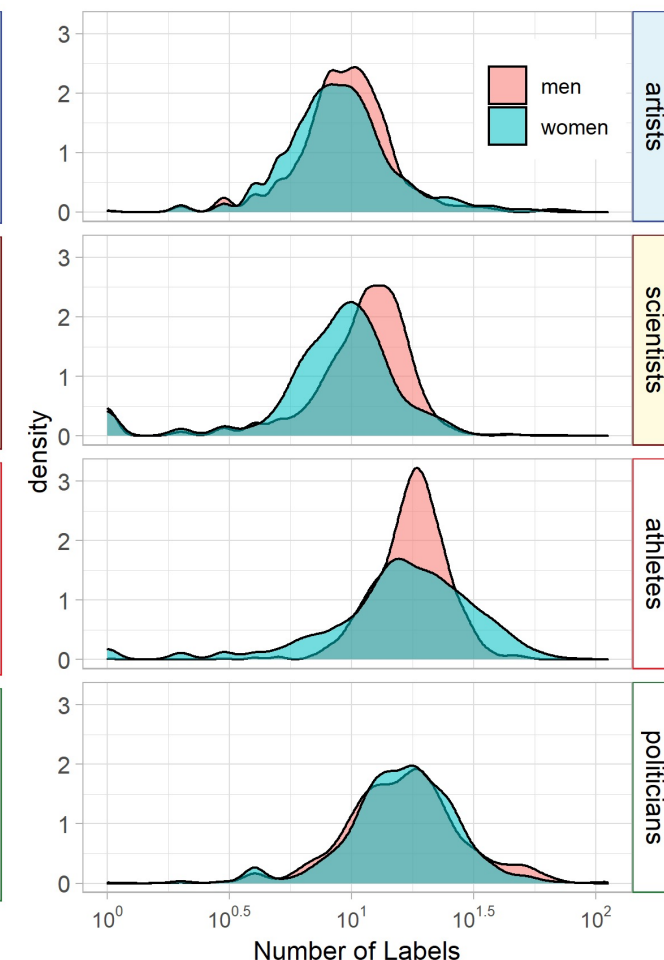 3
2
1
0
men
women
artists
3
2
1
0
scientists
3
2
1
0
athletes
3
2
1
0
politicians
density
10^0
10^0.5
10^1
10^1.5
10^2
Number of Labels